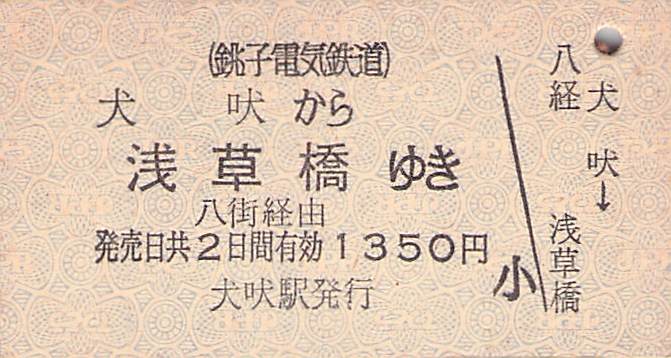 (銚子電気鉄道)
犬吠から
浅草橋ゆき
八街経由
発売日共2日間有効1350円
犬吠駅発行
小
犬吠→浅草橋
八経